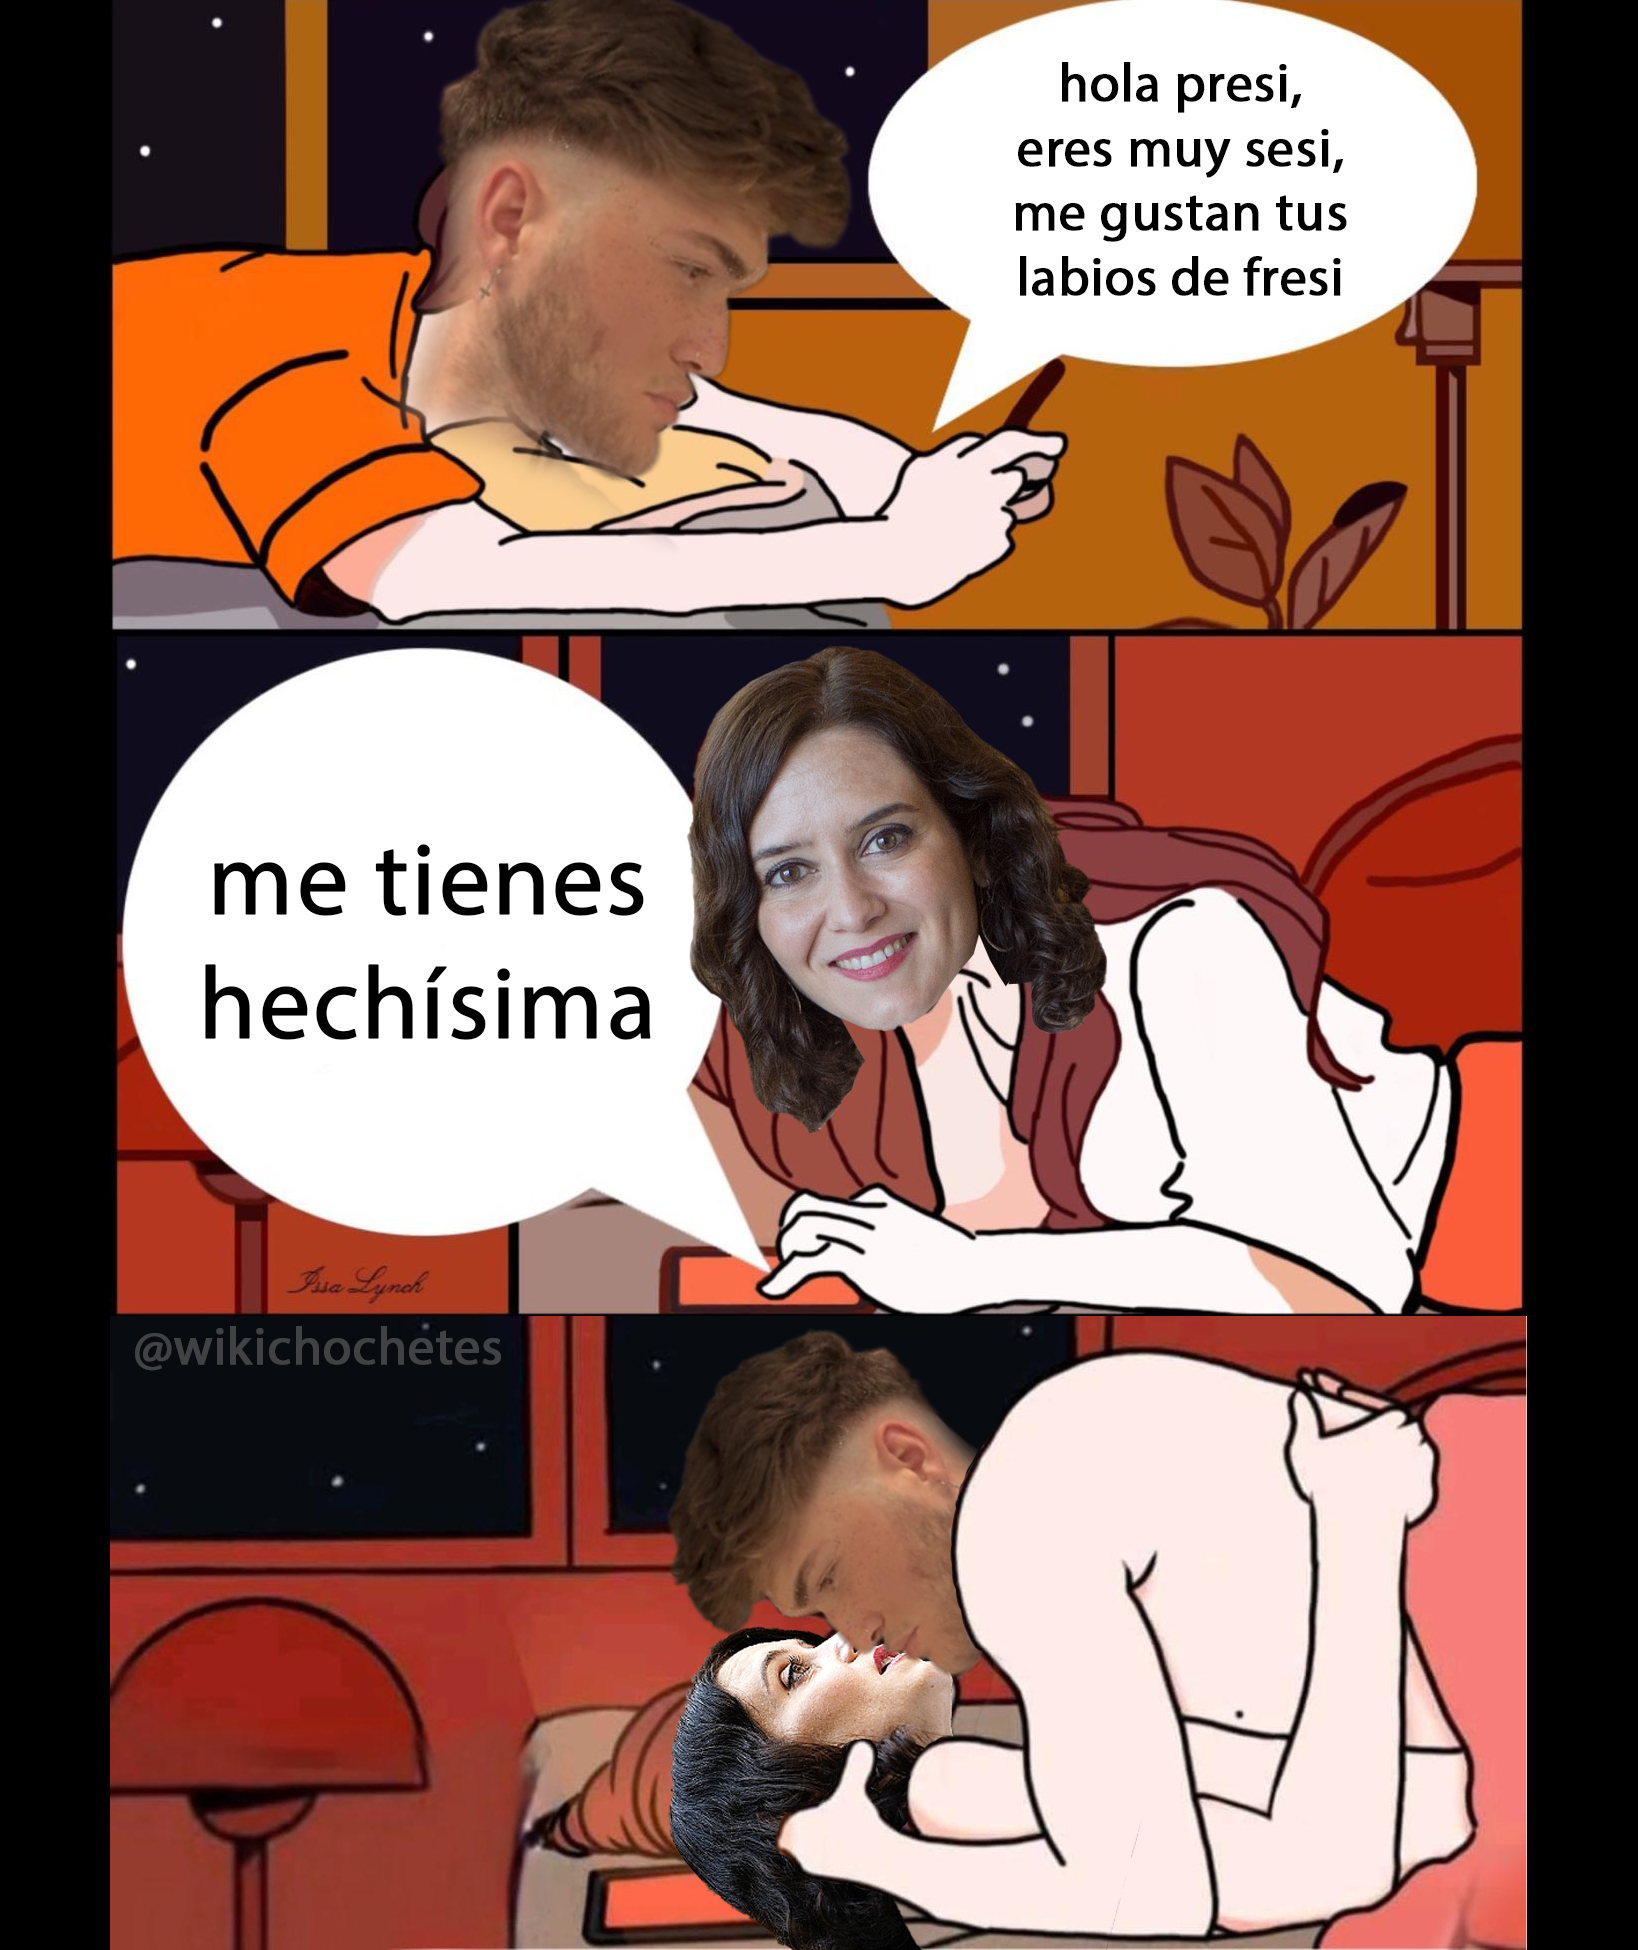 hola presi,
eres muy sesi,
me gustan tus
labios de fresi
me tienes
hechísima
Issa Lynch
@wikichochetes